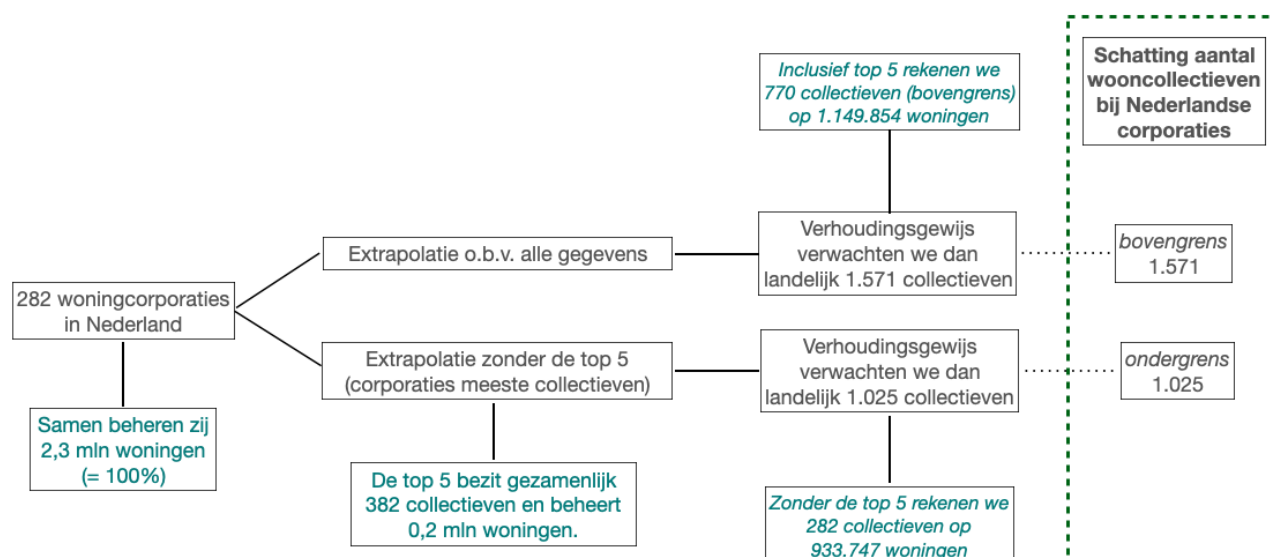 Inclusief top 5 rekenen we
770 collectieven (bovengrens)
op 1.149.854 woningen
Schatting aantal
wooncollectieven
bij Nederlandse
corporaties
Extrapolatie o.b.v. alle gegevens
Verhoudingsgewijs
verwachten we dan
landelijk 1.571 collectieven
bovengrens
1.571
282 woningcorporaties
in Nederland
Extrapolatie zonder de top 5
(corporaties meeste collectieven)
Verhoudingsgewijs
verwachten we dan
landelijk 1.025 collectieven
ondergrens
1.025
Samen beheren zij
2,3 mln woningen
(= 100%)
De top 5 bezit gezamenlijk
382 collectieven en beheert
0,2 mln woningen.
Zonder de top 5 rekenen we
282 collectieven op
933.747 woningen